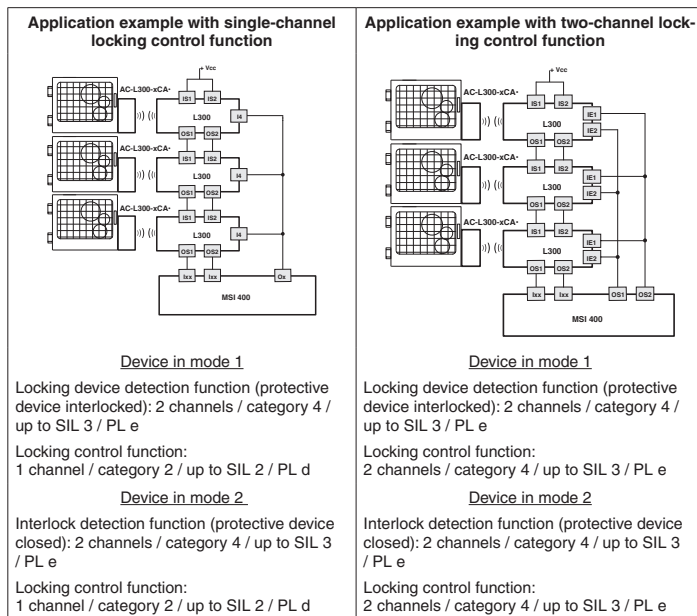 Application example with single-channel
locking control function
+ Vcc
AC-L300-xCA-
IS1 IS2
L300
I4
OS1 OS2
AC-L300-xCA-
IS1 IS2
L300
I4
OS1 OS2
AC-L300-xCA-
IS1 IS2
L300
I4
OS1 OS2
Ixx Ixx Ox
MSI 400
Device in mode 1
Locking device detection function (protective
device interlocked): 2 channels / category 4 /
up to SIL 3 / PL e
Locking control function:
1 channel / category 2 / up to SIL 2 / PL d
Device in mode 2
Interlock detection function (protective device
closed): 2 channels / category 4 / up to SIL 3
/ PL e
Locking control function:
1 channel / category 2 / up to SIL 2 / PL d
Application example with two-channel lock-
ing control function
+ Vcc
AC-L300-xCA-
IS1 IS2
IE1
L300
IE2
OS1 OS2
AC-L300-xCA-
IS1 IS2
IE1
L300
IE2
OS1 OS2
AC-L300-xCA-
IS1 IS2
IE1
L300
IE2
OS1 OS2
Ixx Ixx OS1 OS2
MSI 400
Device in mode 1
Locking device detection function (protective
device interlocked): 2 channels / category 4 /
up to SIL 3 / PL e
Locking control function:
2 channels / category 4 / up to SIL 3 / PL e
Device in mode 2
Interlock detection function (protective device
closed): 2 channels / category 4 / up to SIL 3
/ PL e
Locking control function:
2 channels / category 4 / up to SIL 3 / PL e